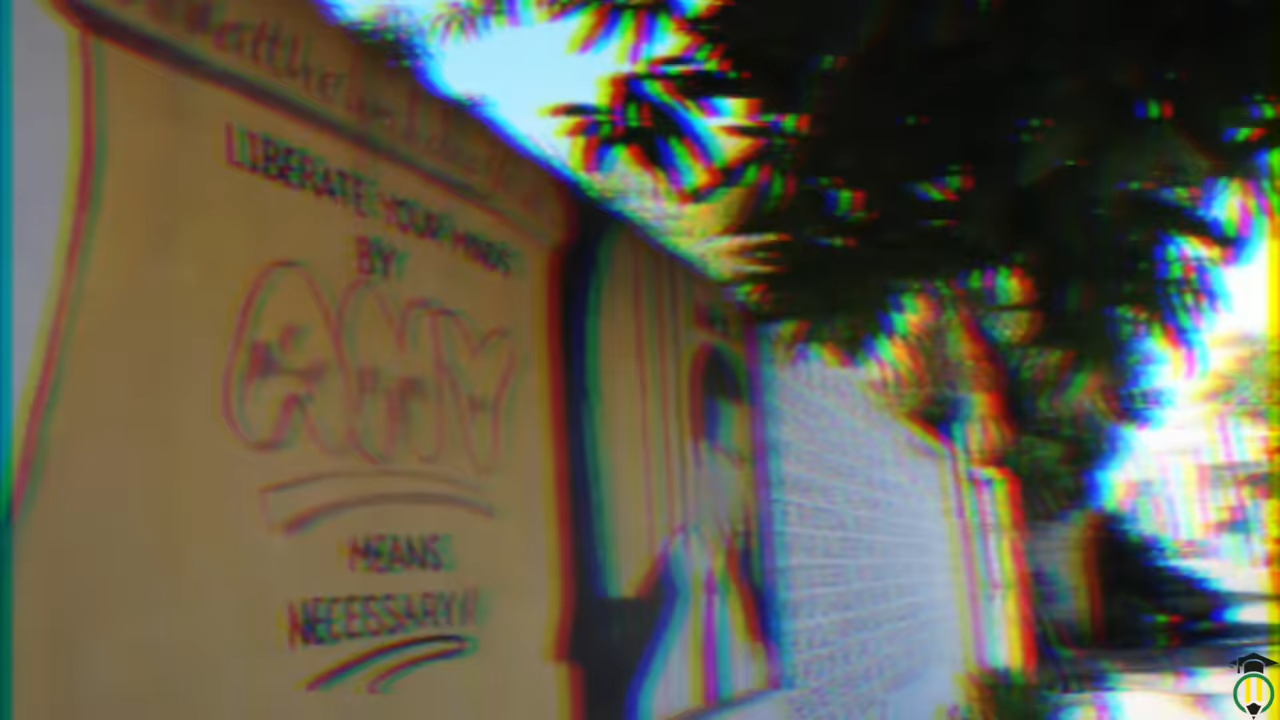 LIBERATE YOUR MINDS
BY
ANY
MEANS
NECESSARY!!